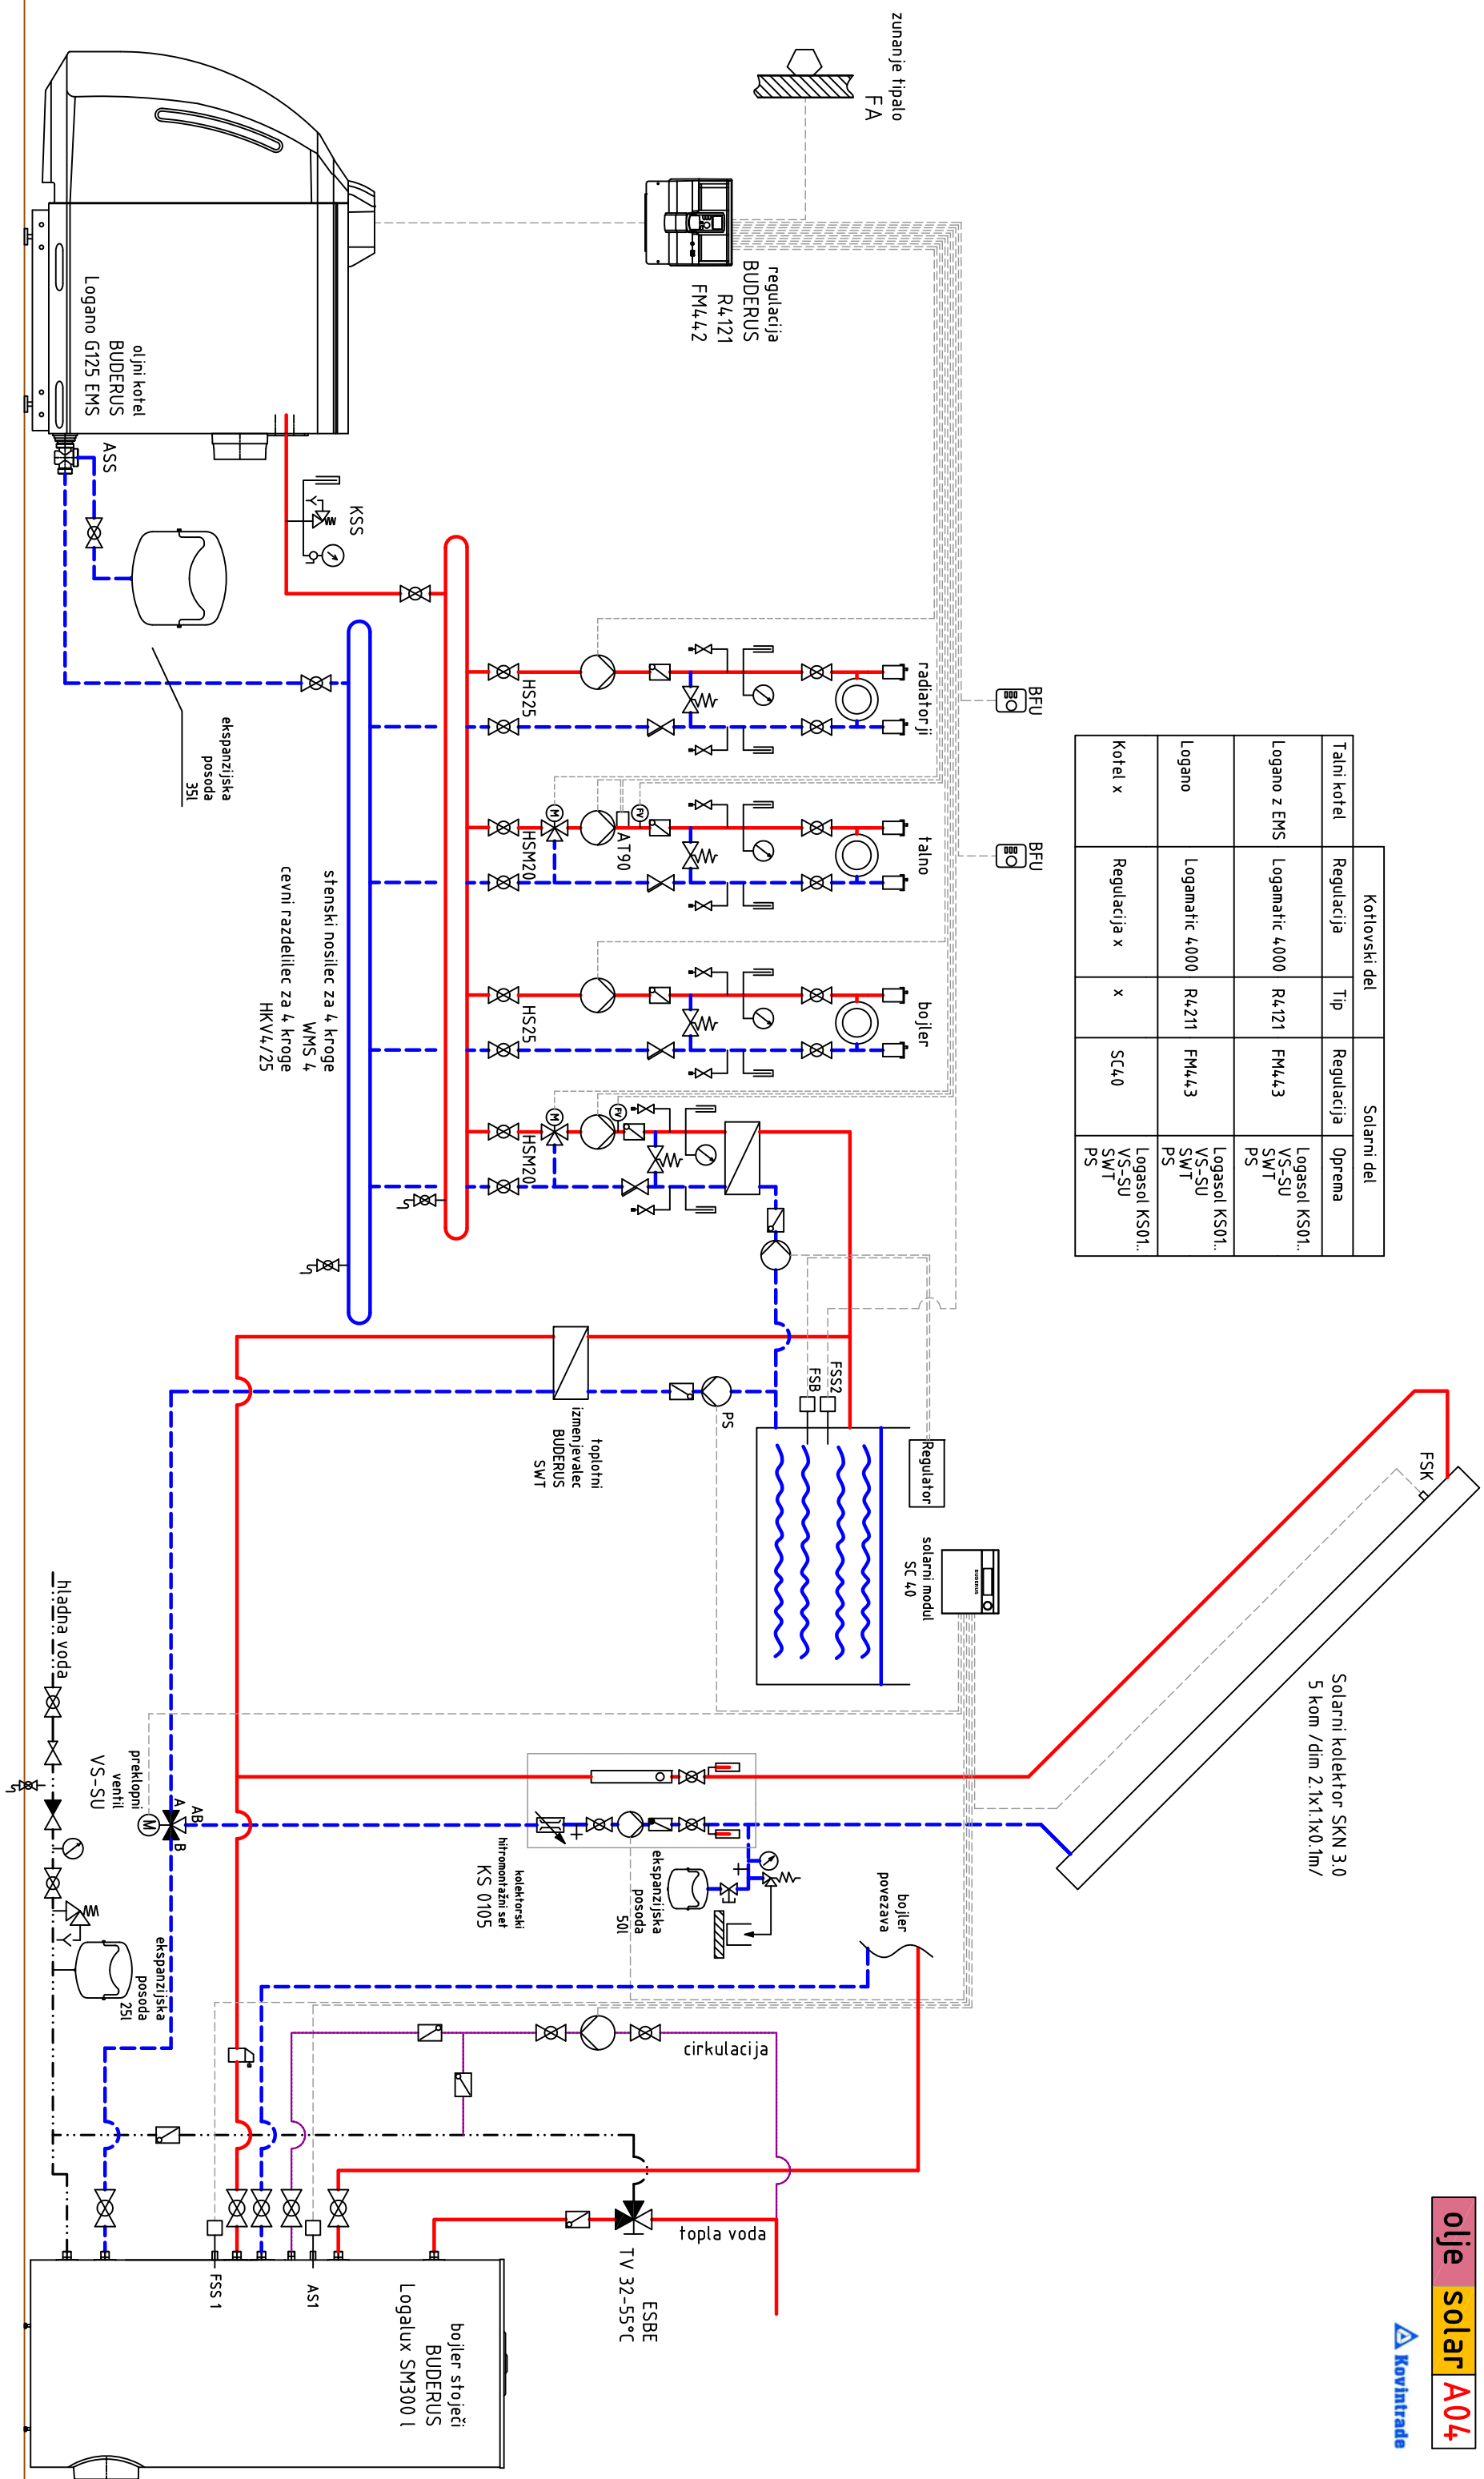 olje solar A04
Kovintrade
Kotlovski del
Solarni del
Talni kotel
Regulacija
Tip
Regulacija
Oprema
Logano z EMS
Logamatic 4000
R4121
FM443
Logasol KS01..
VS-SU
SWT
PS
Logano
Logamatic 4000
R4211
FM443
Logasol KS01..
VS-SU
SWT
PS
Kotel x
Regulacija x
x
SC40
Logasol KS01..
VS-SU
SWT
PS
zunanje tipalo
FA
regulacija
BUDERUS
R4121
FM442
BFU
BFU
FSK
Solarni kolektor SKN 3.0
5 kom /dim 2.1x1.1x0.1m/
radiatorji
talno
bojler
HS25
HSM20
AT90
FV
M
HS25
HSM20
FV
M
Regulator
FSS2
FSB
solarni modul
SC 40
BUDERUS
PS
toplotni
izmenjevalec
BUDERUS
SWT
bojler
povezava
ekspanzijska
posoda
50l
kolektorski
hitromontažni set
KS 0105
cirkulacija
topla voda
ESBE
TV 32-55°C
KSS
stenski nosilec za 4 kroge
WMS 4
cevni razdelilec za 4 kroge
HKV4/25
oljni kotel
BUDERUS
Logano G125 EMS
ASS
ekspanzijska
posoda
35l
hladna voda
preklopni
ventil
VS-SU
A
AB
B
M
ekspanzijska
posoda
25l
FSS 1
AS1
bojler stoječi
BUDERUS
Logalux SM300 l